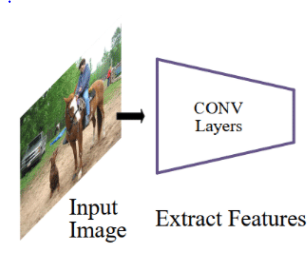 CONV
Layers
Input
Image
Extract Features